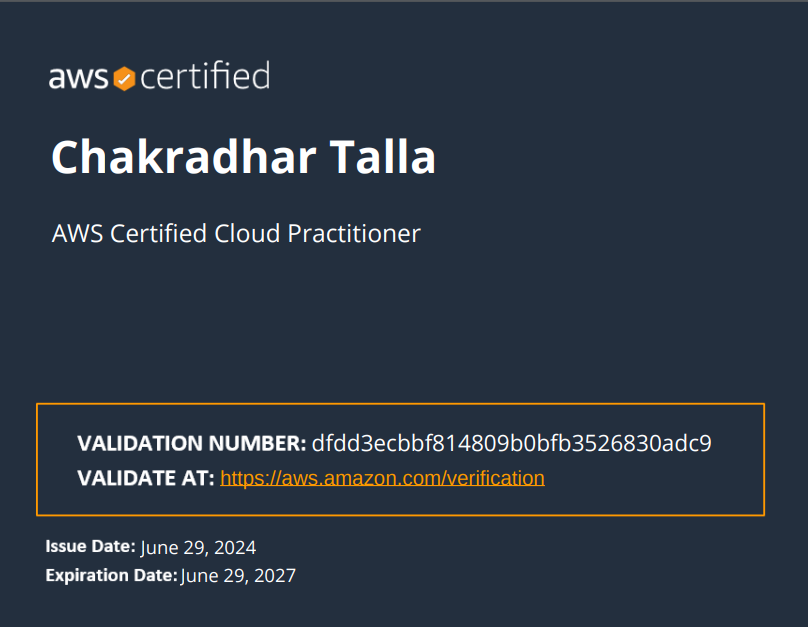 aws certified
Chakradhar Talla
AWS Certified Cloud Practitioner
VALIDATION NUMBER: dfdd3ecbbf814809b0bfb3526830adc9
VALIDATE AT: https://aws.amazon.com/verification
Issue Date: June 29, 2024
Expiration Date: June 29, 2027